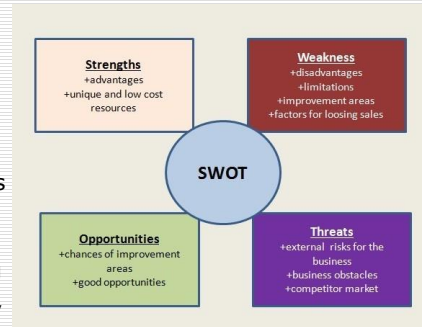 Strengths
+advantages
+unique and low cost
resources
Weakness
+disadvantages
+limitations
+improvement areas
+factors for loosing sales
SWOT
Opportunities
+chances of improvement
areas
+good opportunities
Threats
+external risks for the
business
+business obstacles
+competitor market